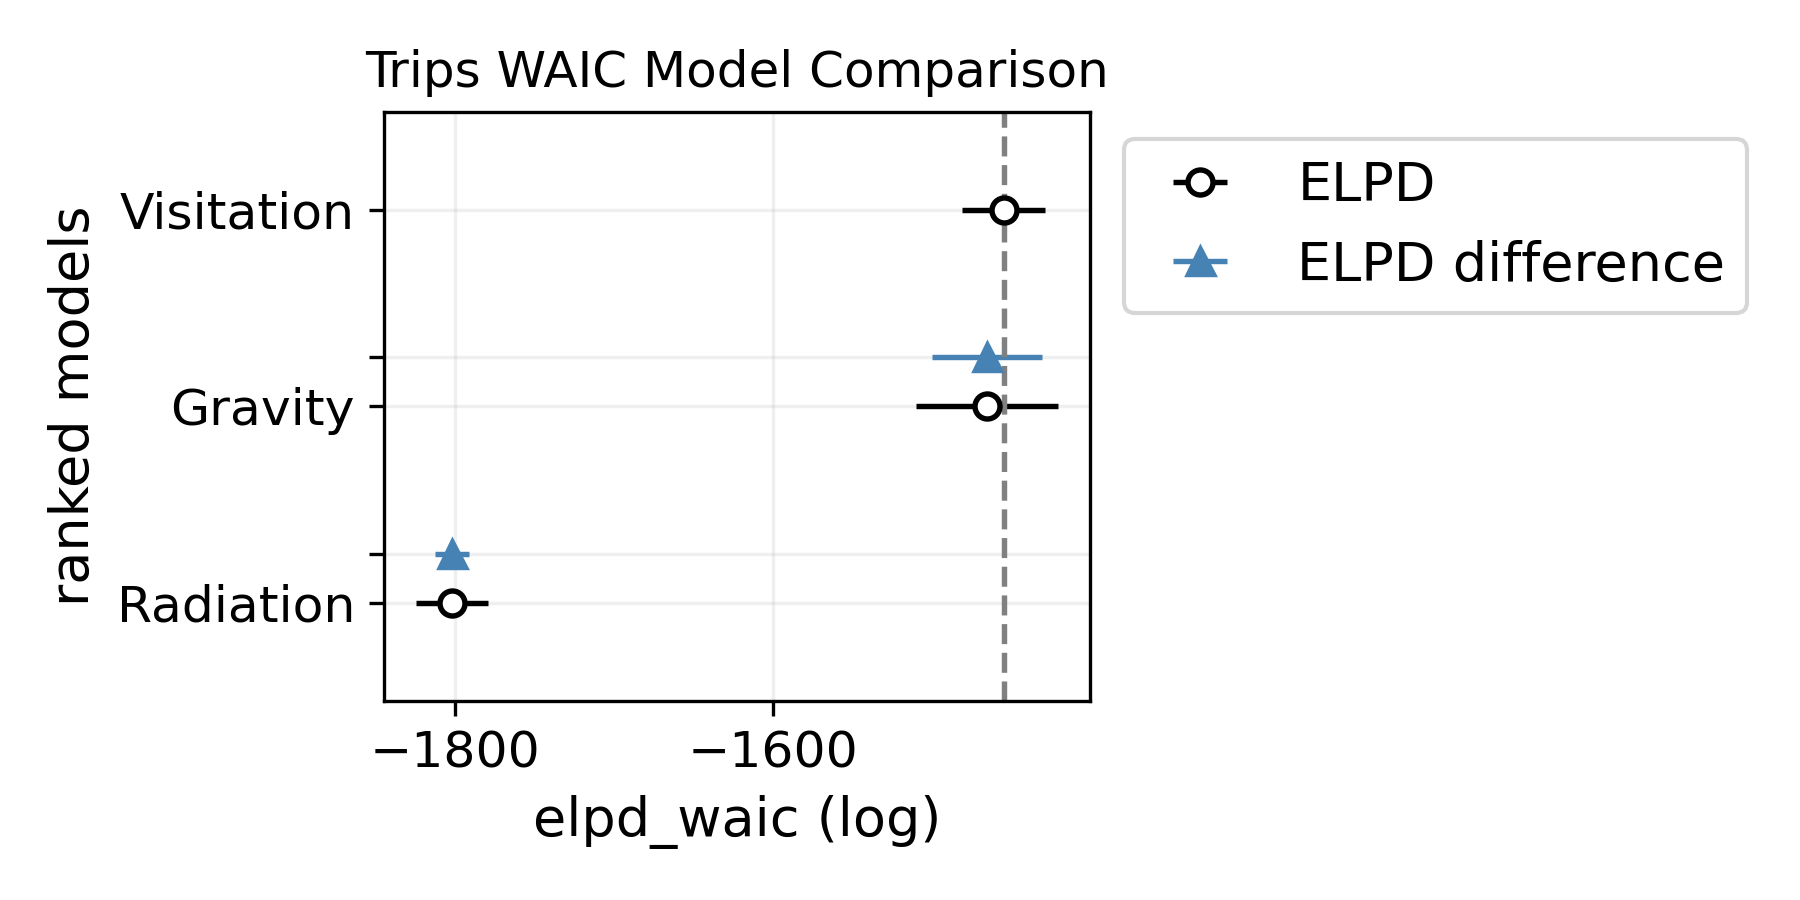 Trips WAIC Model Comparison
ranked models
Visitation
Gravity
Radiation
−1800
−1600
elpd_waic (log)
ELPD
ELPD difference